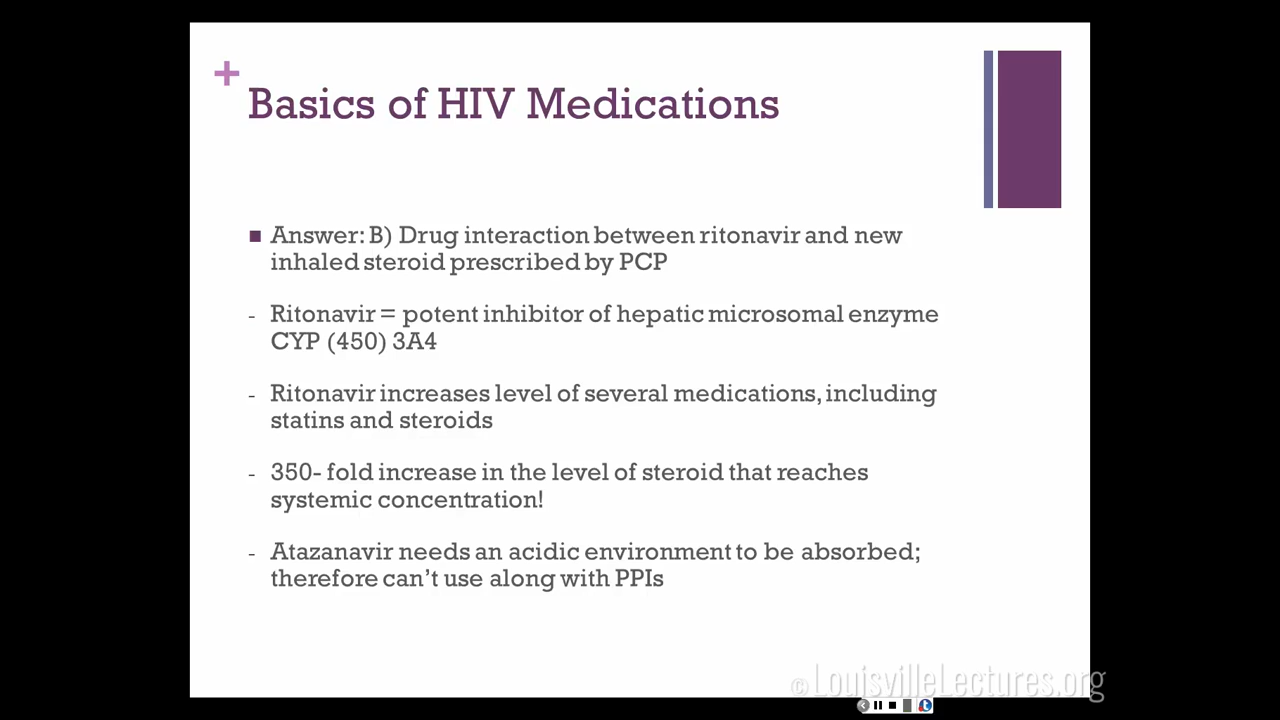 +
Basics of HIV Medications
■ Answer: B) Drug interaction between ritonavir and new
inhaled steroid prescribed by PCP
- Ritonavir = potent inhibitor of hepatic microsomal enzyme
CYP (450) 3A4
- Ritonavir increases level of several medications, including
statins and steroids
- 350- fold increase in the level of steroid that reaches
systemic concentration!
- Atazanavir needs an acidic environment to be absorbed;
therefore can’t use along with PPIs
© LouisvilleLectures.org